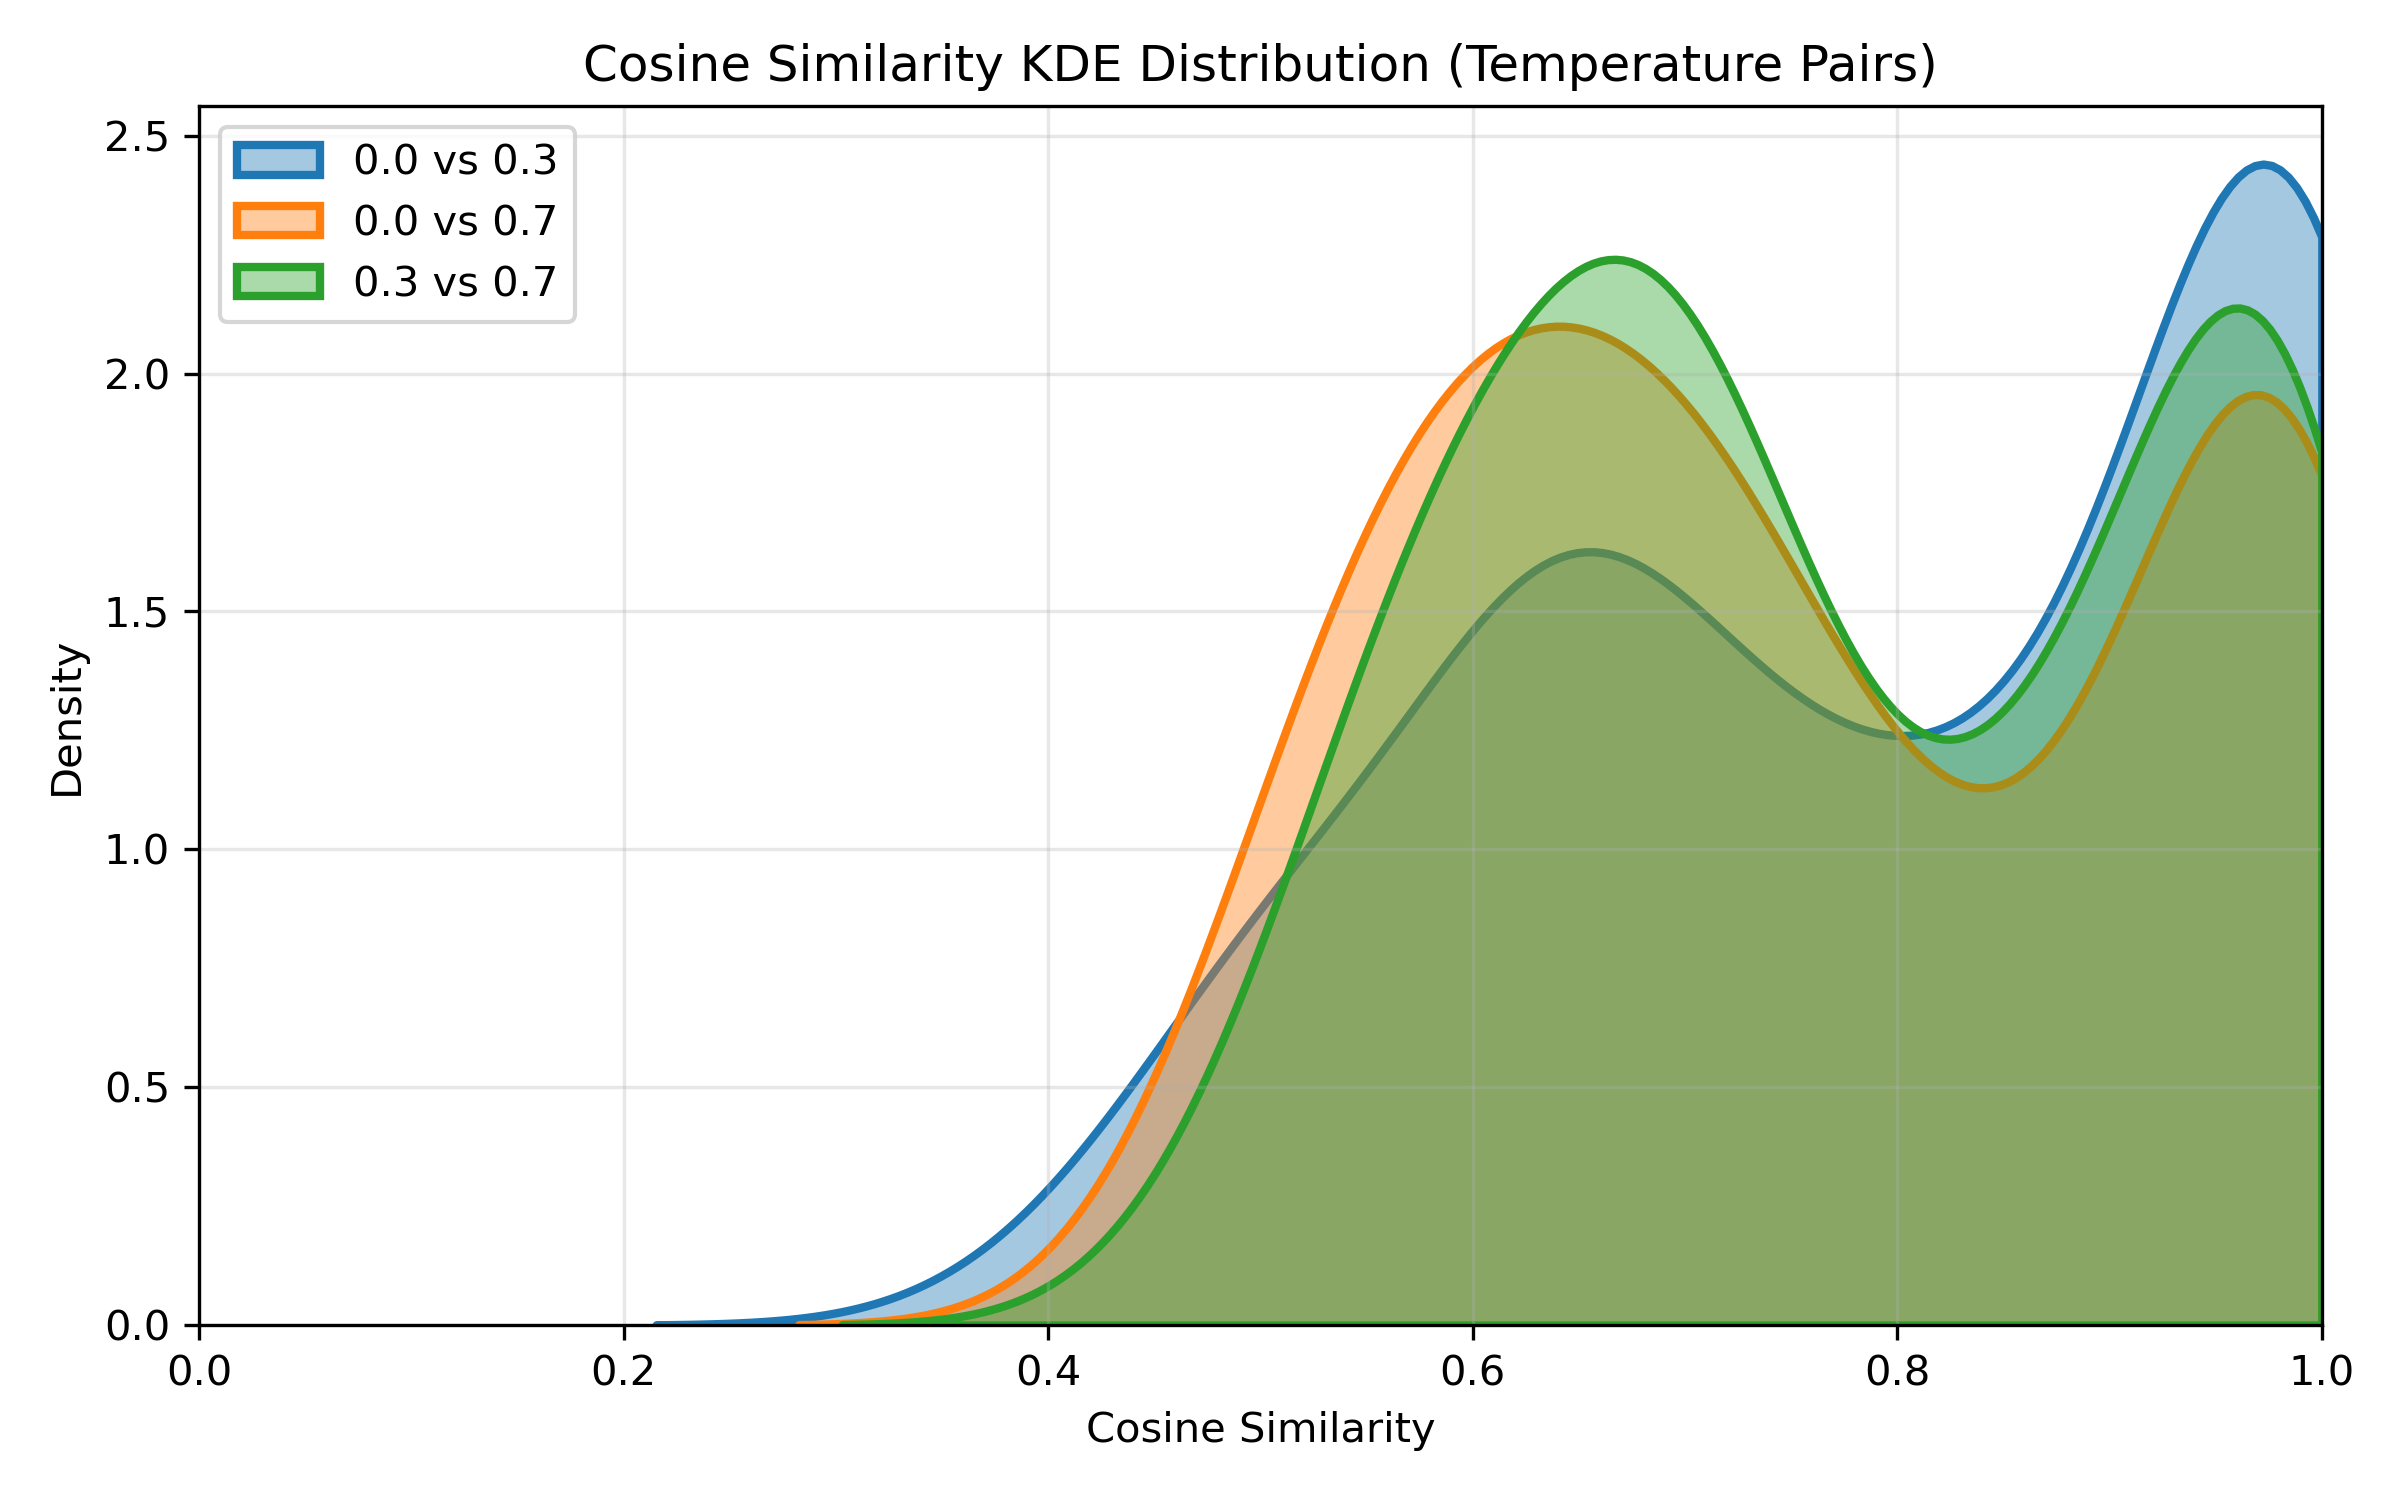 Cosine Similarity KDE Distribution (Temperature Pairs)
0.0 vs 0.3
0.0 vs 0.7
0.3 vs 0.7
Density
2.5
2.0
1.5
1.0
0.5
0.0
0.0 0.2 0.4 0.6 0.8 1.0
Cosine Similarity